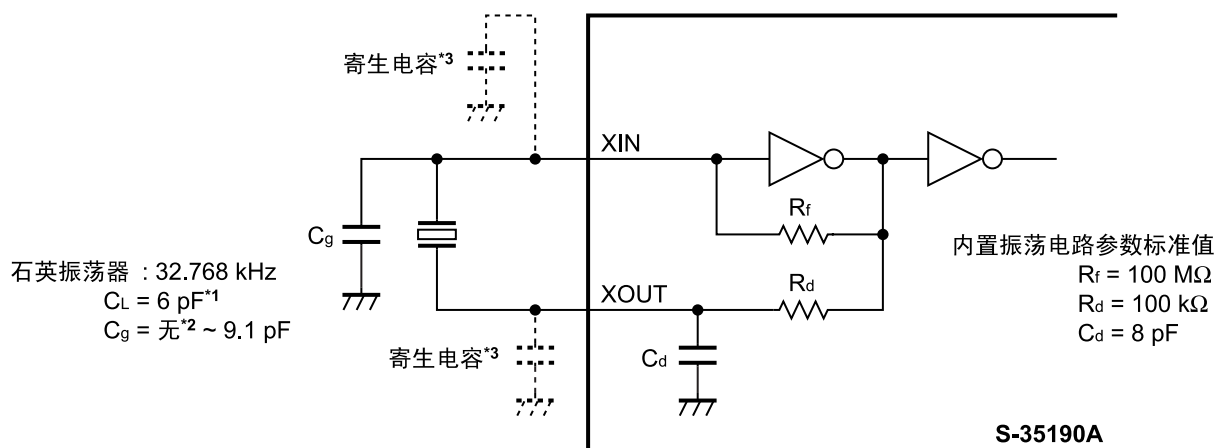 寄生电容*3
XIN
Rf
Cg
石英振荡器 : 32.768 kHz
CL = 6 pF*1
Cg = 无*2 ~ 9.1 pF
XOUT
Rd
寄生电容*3
Cd
内置振荡电路参数标准值
Rf = 100 MΩ
Rd = 100 kΩ
Cd = 8 pF
S-35190A